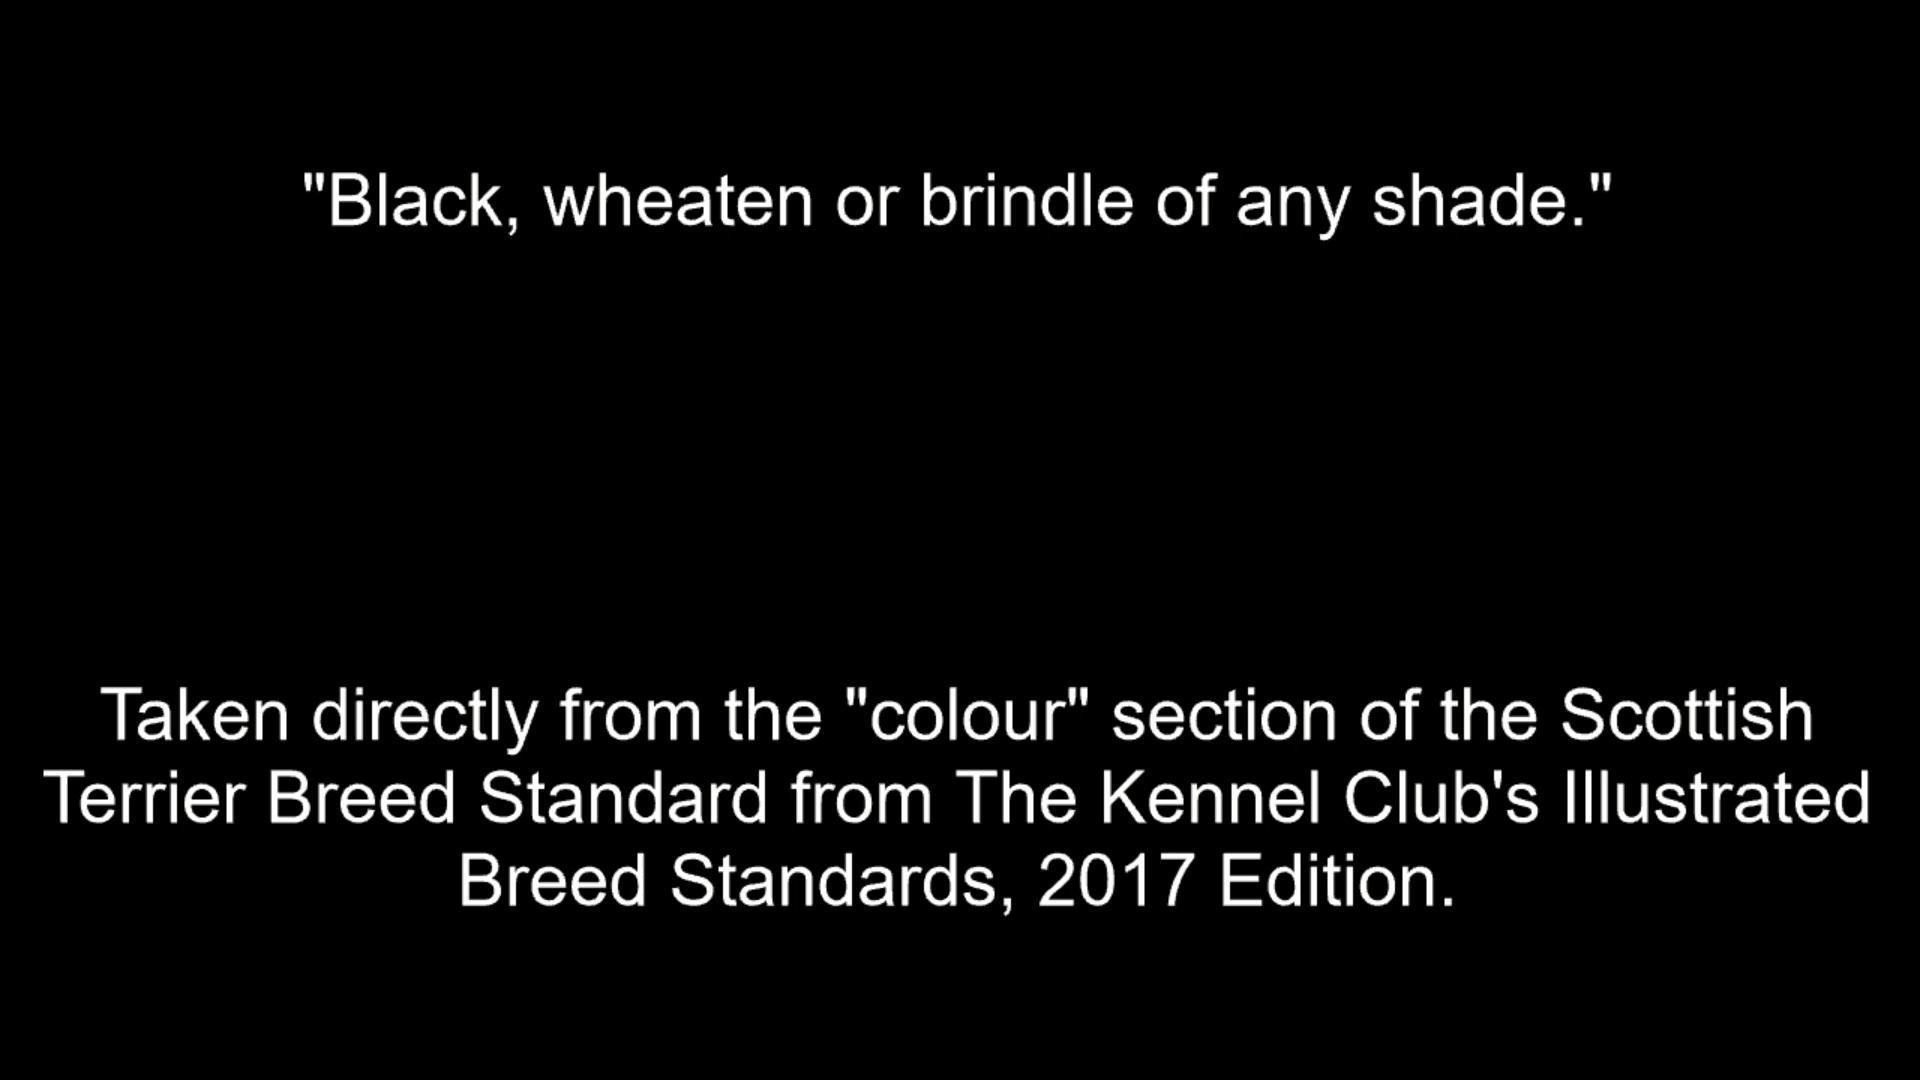 "Black, wheaten or brindle of any shade."
Taken directly from the "colour" section of the Scottish
Terrier Breed Standard from The Kennel Club's Illustrated
Breed Standards, 2017 Edition.